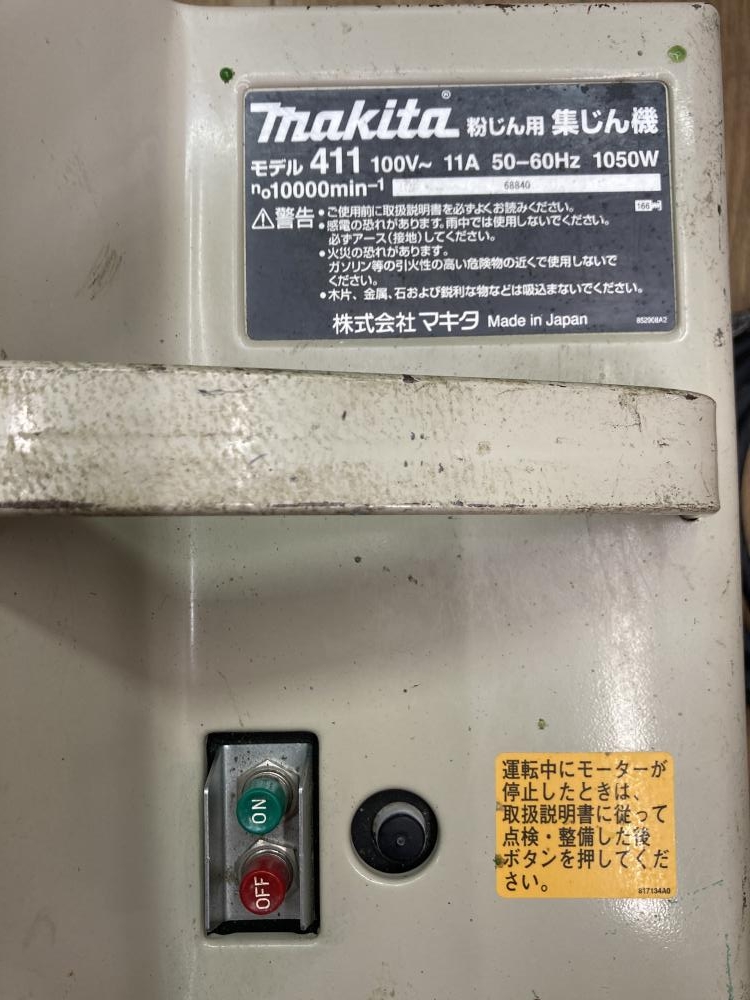 makita® 粉じん用 集じん機
モデル 411 100V~ 11A 50-60Hz 1050W
n₀10000min⁻¹ 68840
⚠警告 •ご使用前に取扱説明書を必ずよくお読みください。 166
•感電の恐れがあります。雨中では使用しないでください。
必ずアース(接地)してください。
•火災の恐れがあります。
ガソリン等の引火性の高い危険物の近くで使用しないで
ください。
•木片、金属、石および鋭利な物などは吸込まないでください。
株式会社マキタ Made in Japan 852908A2
ON
OFF
運転中にモーターが
停止したときは、
取扱説明書に従って
点検・整備した後
ボタンを押してくだ
さい。
817134A0